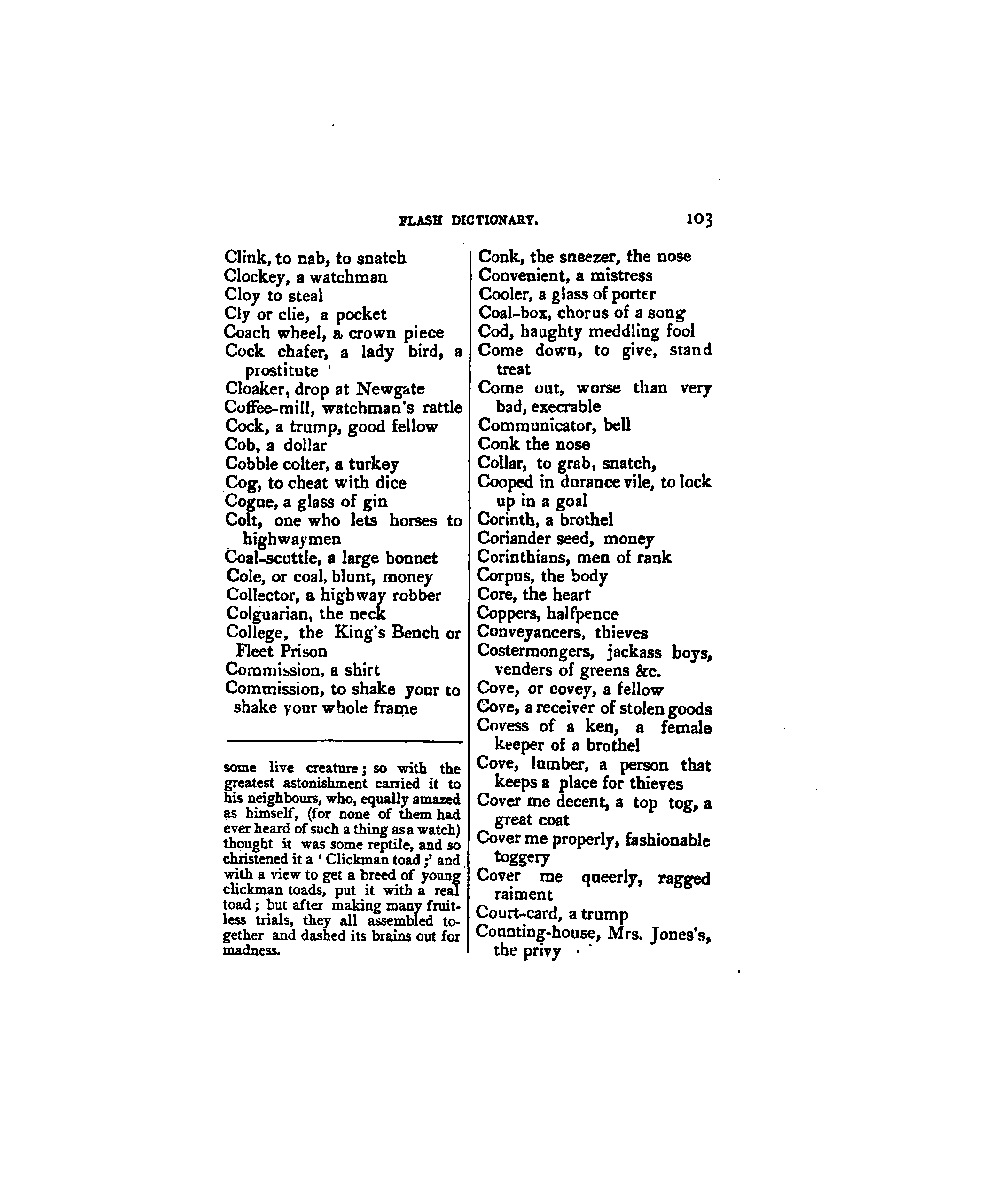 FLASH DICTIONARY. 103
Clink, to nab, to snatch
Clockey, a watchman
Cloy to steal
Cly or clie, a pocket
Coach wheel, a crown piece
Cock chafer, a lady bird, a
prostitute
Cloaker, drop at Newgate
Coffee-mill, watchman's rattle
Cock, a trump, good fellow
Cob, a dollar
Cobble colter, a turkey
Cog, to cheat with dice
Cogue, a glass of gin
Colt, one who lets horses to
highwaymen
Coal-scuttle, a large bonnet
Cole, or coal, blunt, money
Collector, a highway robber
Colguarian, the neck
College, the King's Bench or
Fleet Prison
Commission, a shirt
Commission, to shake your to
shake your whole frame
some live creature; so with the
greatest astonishment carried it to
his neighbours, who, equally amazed
as himself, (for none of them had
ever heard of such a thing as a watch)
thought it was some reptile, and so
christened it a ‘ Clickman toad ;’ and
with a view to get a breed of young
clickman toads, put it with a real
toad; but after making many fruit-
less trials, they all assembled to-
gether and dashed its brains out for
madness.
Conk, the sneezer, the nose
Convenient, a mistress
Cooler, a glass of porter
Coal-box, chorus of a song
Cod, haughty meddling fool
Come down, to give, stand
treat
Come out, worse than very
bad, execrable
Communicator, bell
Conk the nose
Collar, to grab, snatch,
Cooped in durance vile, to lock
up in a goal
Corinth, a brothel
Coriander seed, money
Corinthians, men of rank
Corpus, the body
Core, the heart
Coppers, halfpence
Conveyancers, thieves
Costermongers, jackass boys,
venders of greens &c.
Cove, or covey, a fellow
Cove, a receiver of stolen goods
Covess of a ken, a female
keeper of a brothel
Cove, lumber, a person that
keeps a place for thieves
Cover me decent, a top tog, a
great coat
Cover me properly, fashionable
toggery
Cover me queerly, ragged
raiment
Court-card, a trump
Counting-house, Mrs. Jones's,
the privy